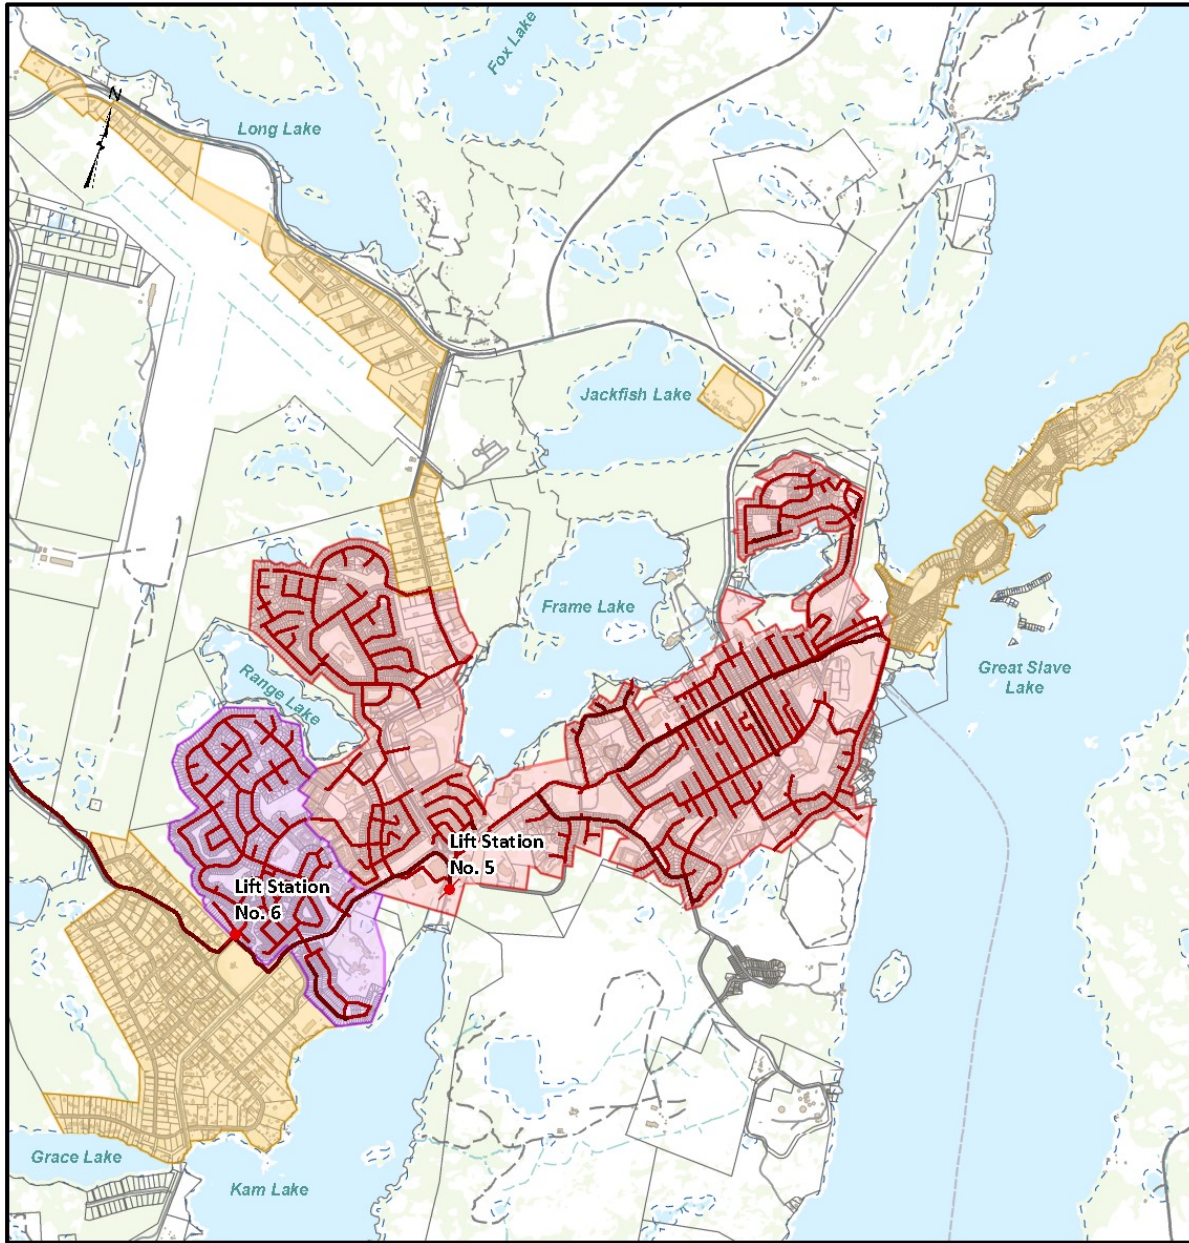 Fox Lake
N
Long Lake
Jackfish Lake
Frame Lake
Great Slave
Lake
Range Lake
Lift Station
No. 5
Lift Station
No. 6
Grace Lake
Kam Lake